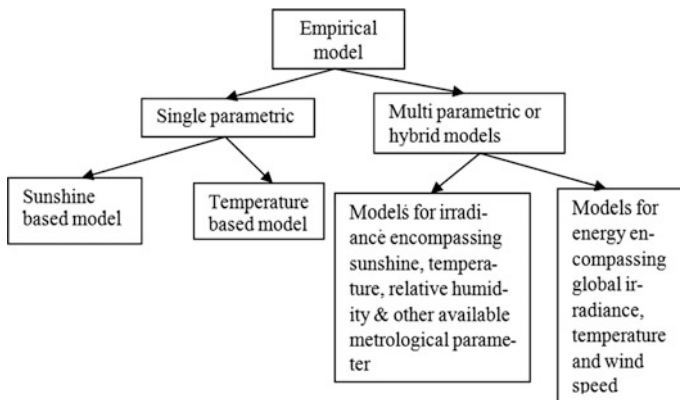 Empirical
model
Single parametric
Multi parametric or
hybrid models
Sunshine
based model
Temperature
based model
Models for irradi-
ance encompassing
sunshine, tempera-
ture, relative humid-
ity & other available
metrological parame-
ter
Models for
energy en-
compassing
global ir-
radiance,
temperature
and wind
speed